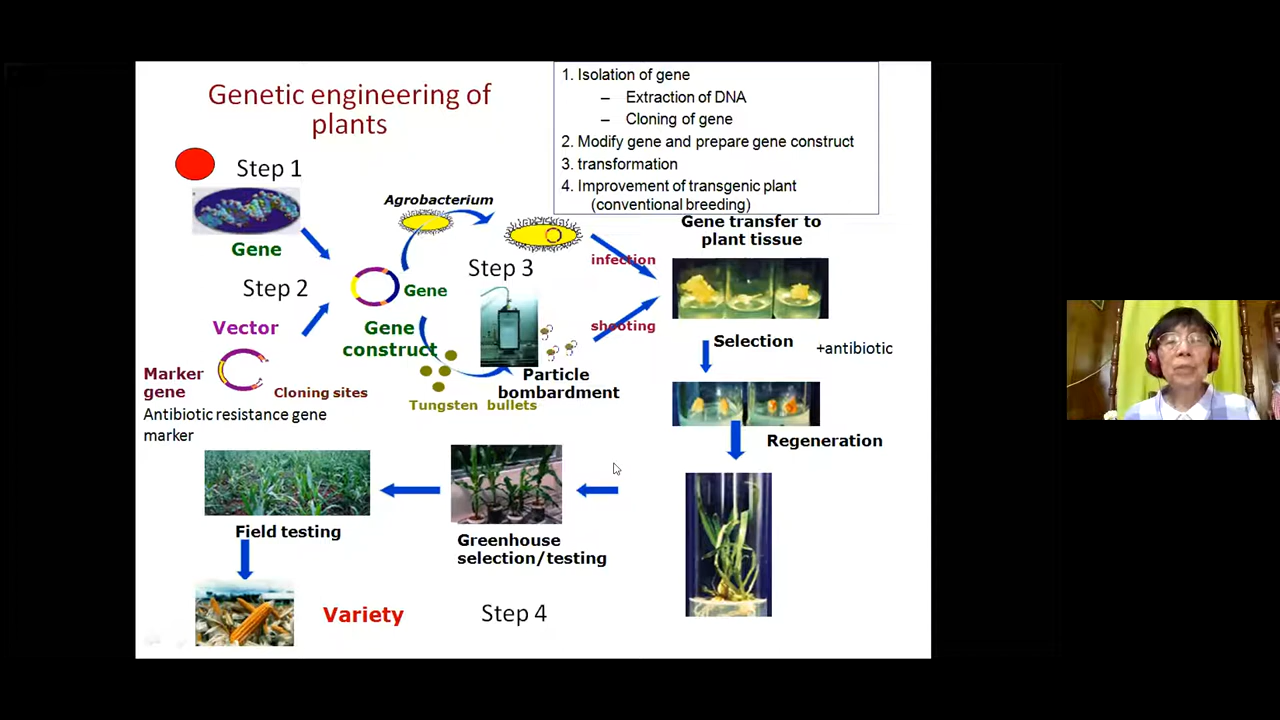 Genetic engineering of
plants
1. Isolation of gene
– Extraction of DNA
– Cloning of gene
2. Modify gene and prepare gene construct
3. transformation
4. Improvement of transgenic plant
(conventional breeding)
Step 1
Gene
Step 2
Vector
Marker
gene
Cloning sites
Antibiotic resistance gene
marker
Agrobacterium
Gene
Gene
construct
Step 3
Tungsten bullets
Particle
bombardment
infection
shooting
Gene transfer to
plant tissue
Selection
+antibiotic
Regeneration
Greenhouse
selection/testing
Field testing
Variety
Step 4